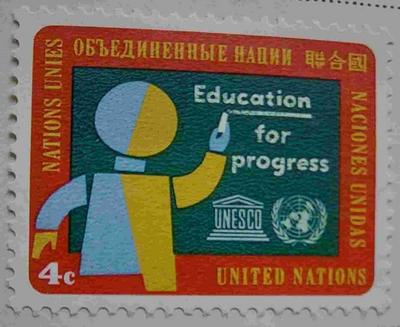 NATIONS UNIES
ОБЪЕДИНЕННЫЕ НАЦИИ 聯合國
NACIONES UNIDAS
Education
for
progress
UNESCO
4c
UNITED NATIONS